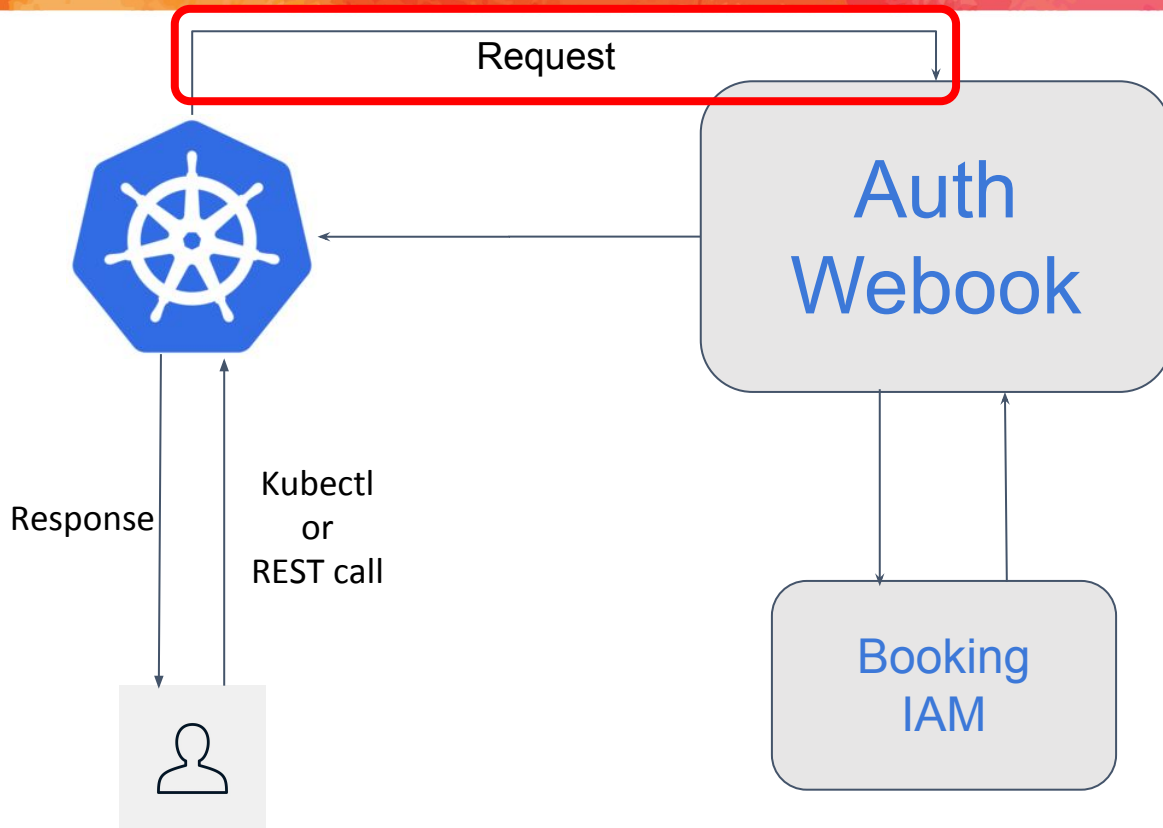 Request
Auth
Webook
Response
Kubectl
or
REST call
Booking
IAM